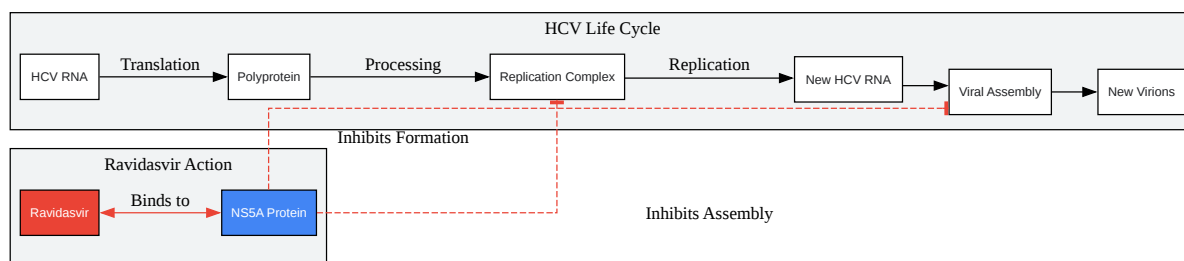 HCV Life Cycle
HCV RNA
Translation
Polyprotein
Processing
Replication Complex
Replication
New HCV RNA
Viral Assembly
New Virions
Inhibits Formation
Ravidasvir Action
Ravidasvir
Binds to
NS5A Protein
Inhibits Assembly